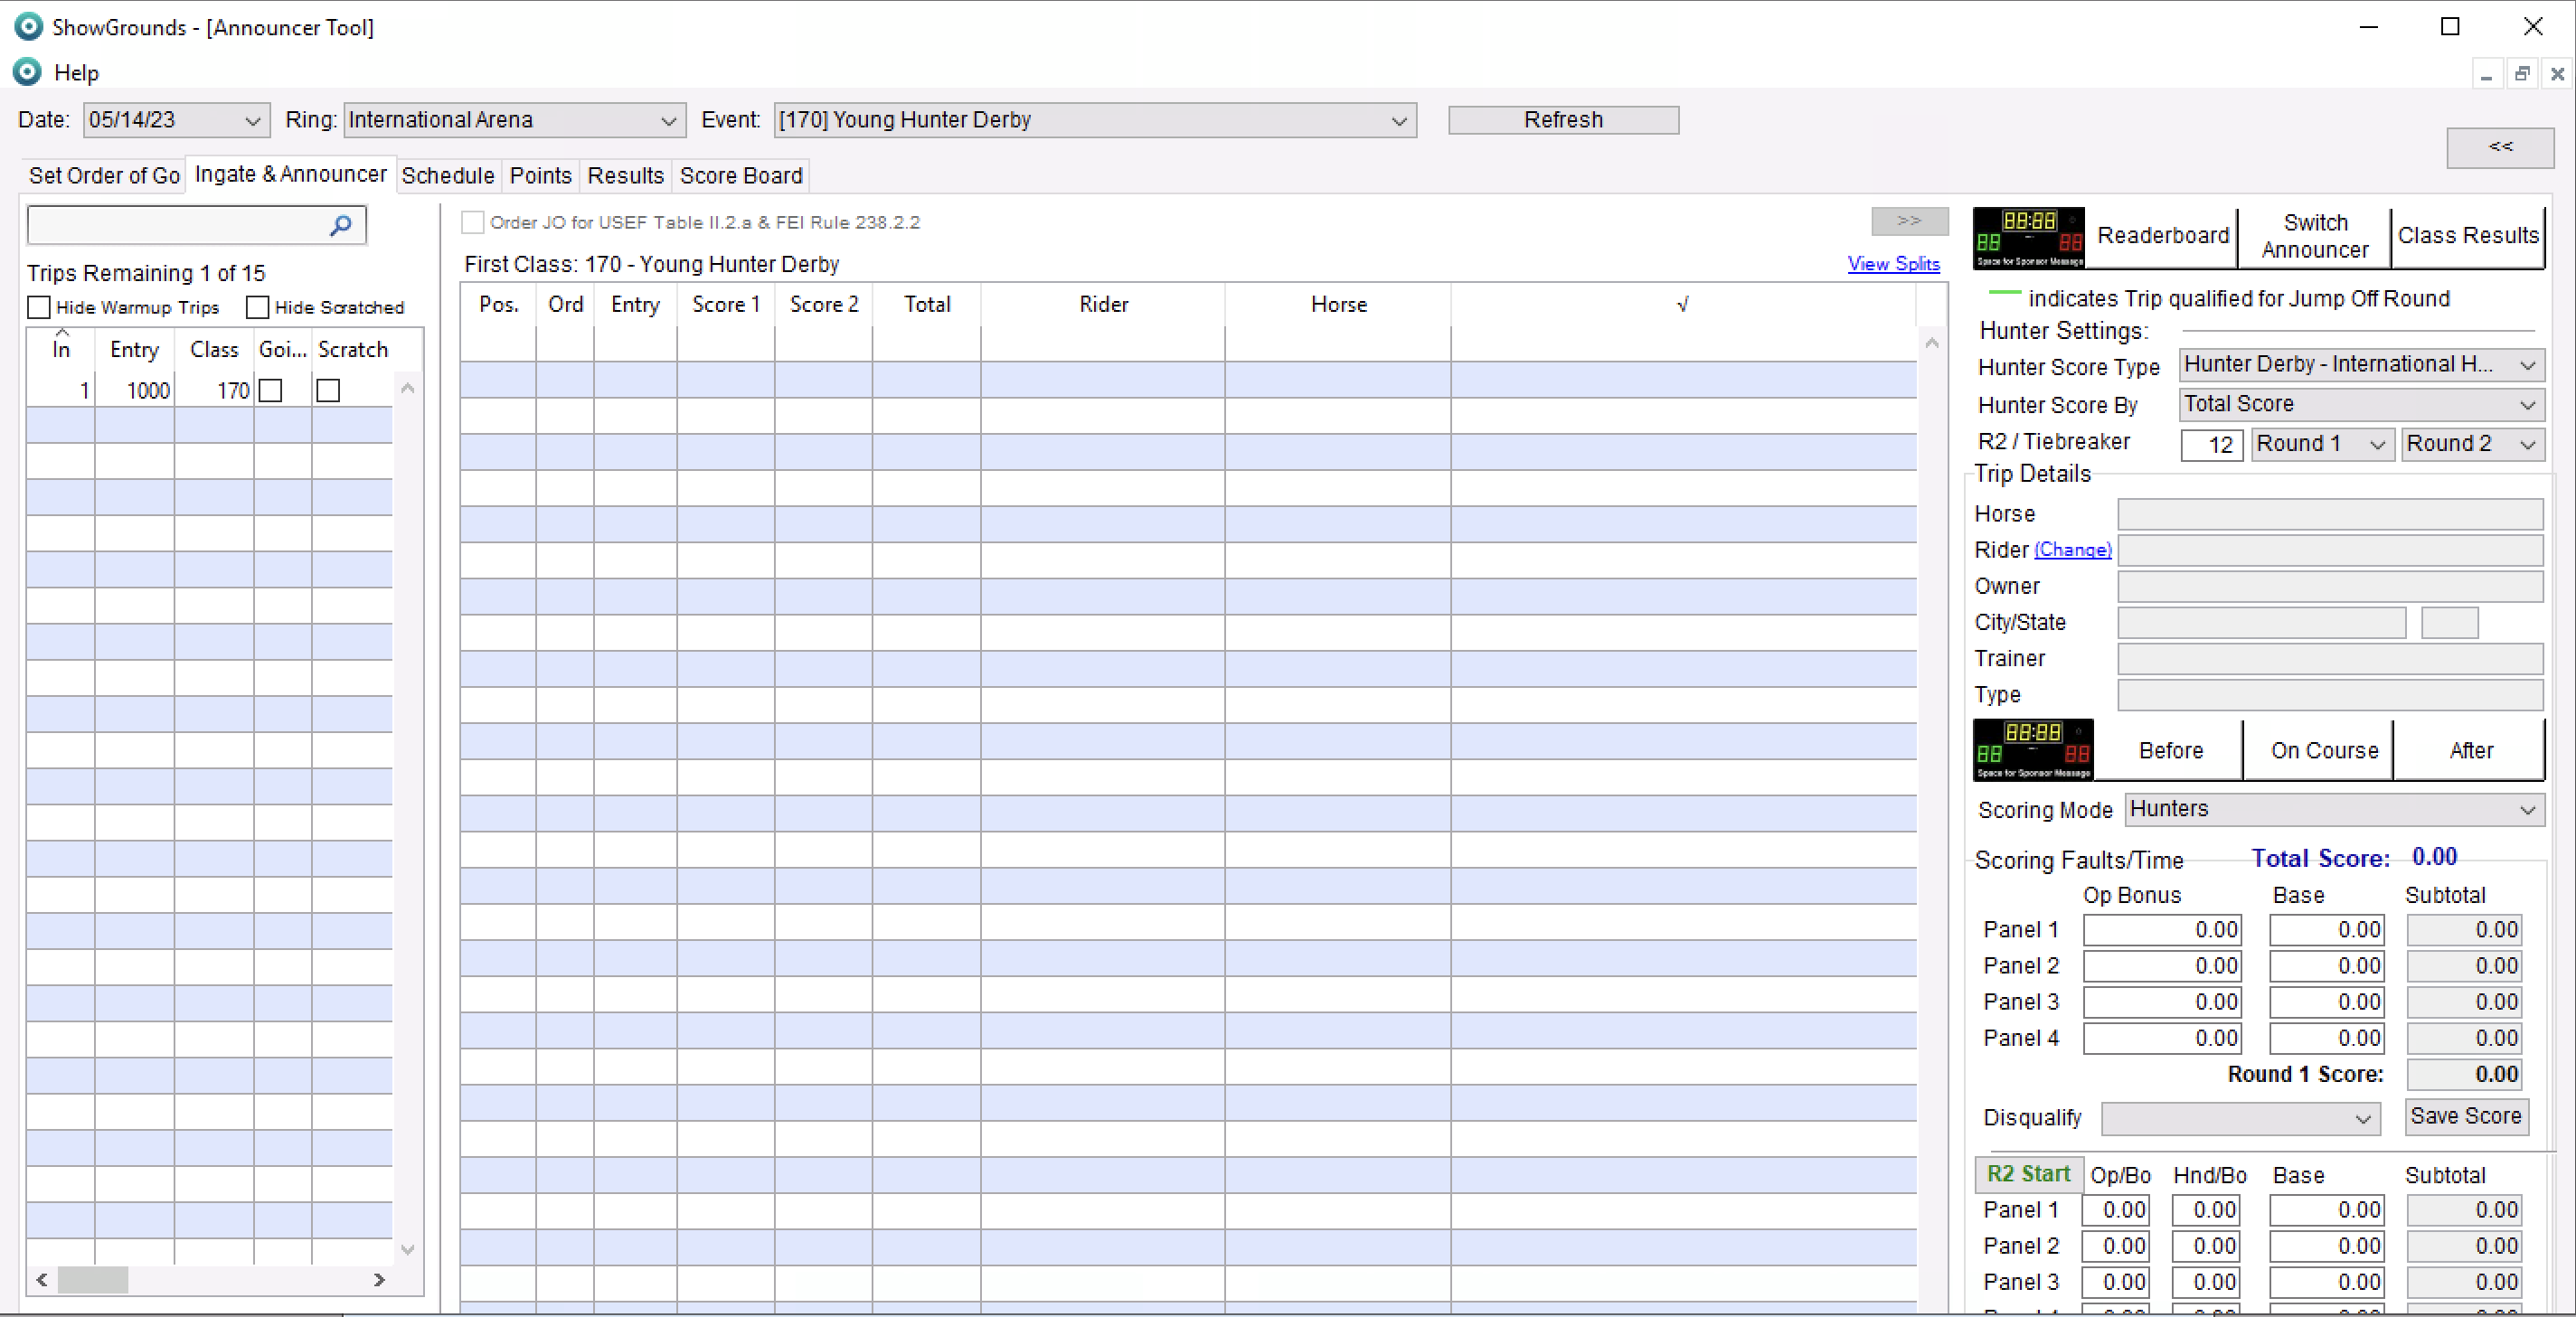 ShowGrounds - [Announcer Tool]
Help
Date: 05/14/23 Ring: International Arena Event: [170] Young Hunter Derby Refresh
<<
Set Order of Go Ingate & Announcer Schedule Points Results Score Board
Trips Remaining 1 of 15
Hide Warmup Trips Hide Scratched
In Entry Class Goi... Scratch
1 1000 170
Order JO for USEF Table II.2.a & FEI Rule 238.2.2 >>
First Class: 170 - Young Hunter Derby View Splits
Pos. Ord Entry Score 1 Score 2 Total Rider Horse √
88:88 88 88 Space for Sponsor Message Readerboard Switch Announcer Class Results
indicates Trip qualified for Jump Off Round
Hunter Settings:
Hunter Score Type Hunter Derby - International H...
Hunter Score By Total Score
R2 / Tiebreaker 12 Round 1 Round 2
Trip Details
Horse
Rider (Change)
Owner
City/State
Trainer
Type
88:88 88 88 Space for Sponsor Message Before On Course After
Scoring Mode Hunters
Scoring Faults/Time Total Score: 0.00
Op Bonus Base Subtotal
Panel 1 0.00 0.00 0.00
Panel 2 0.00 0.00 0.00
Panel 3 0.00 0.00 0.00
Panel 4 0.00 0.00 0.00
Round 1 Score: 0.00
Disqualify Save Score
R2 Start Op/Bo Hnd/Bo Base Subtotal
Panel 1 0.00 0.00 0.00 0.00
Panel 2 0.00 0.00 0.00 0.00
Panel 3 0.00 0.00 0.00 0.00